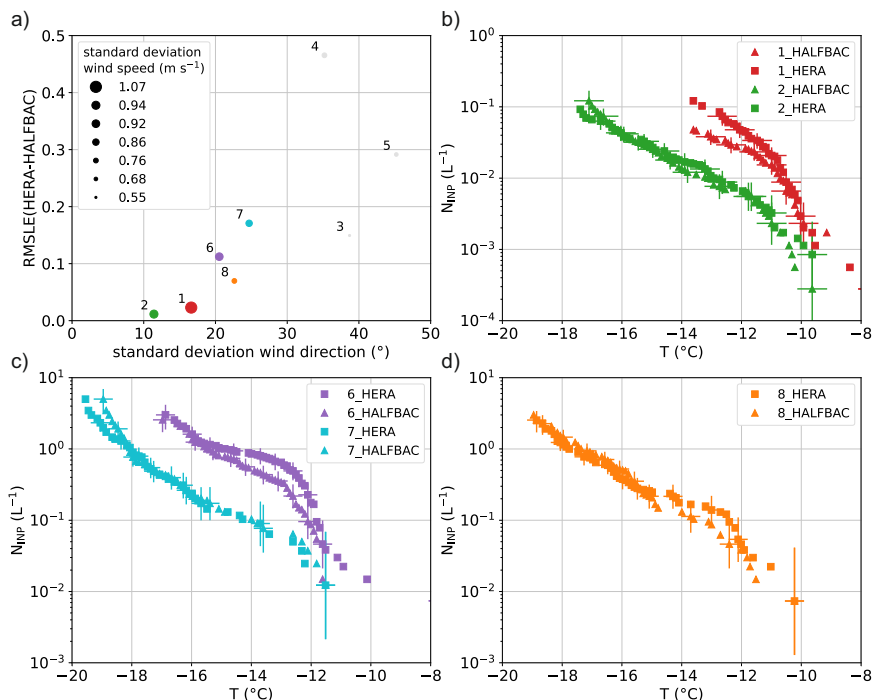 a)
0.5
0.4
0.3
0.2
0.1
0.0
RMSLE(HERA-HALFBAC)
standard deviation
wind speed (m s⁻¹)
1.07
0.94
0.92
0.86
0.76
0.68
0.55
4
5
3
7
6
8
2
1
0 10 20 30 40 50
standard deviation wind direction (°)
b)
10⁰
10⁻¹
10⁻²
10⁻³
10⁻⁴
N_INP (L⁻¹)
1_HALFBAC
1_HERA
2_HALFBAC
2_HERA
−20 −18 −16 −14 −12 −10 −8
T (°C)
c)
10¹
10⁰
10⁻¹
10⁻²
10⁻³
N_INP (L⁻¹)
6_HERA
6_HALFBAC
7_HERA
7_HALFBAC
−20 −18 −16 −14 −12 −10 −8
T (°C)
d)
10¹
10⁰
10⁻¹
10⁻²
10⁻³
N_INP (L⁻¹)
8_HERA
8_HALFBAC
−20 −18 −16 −14 −12 −10 −8
T (°C)